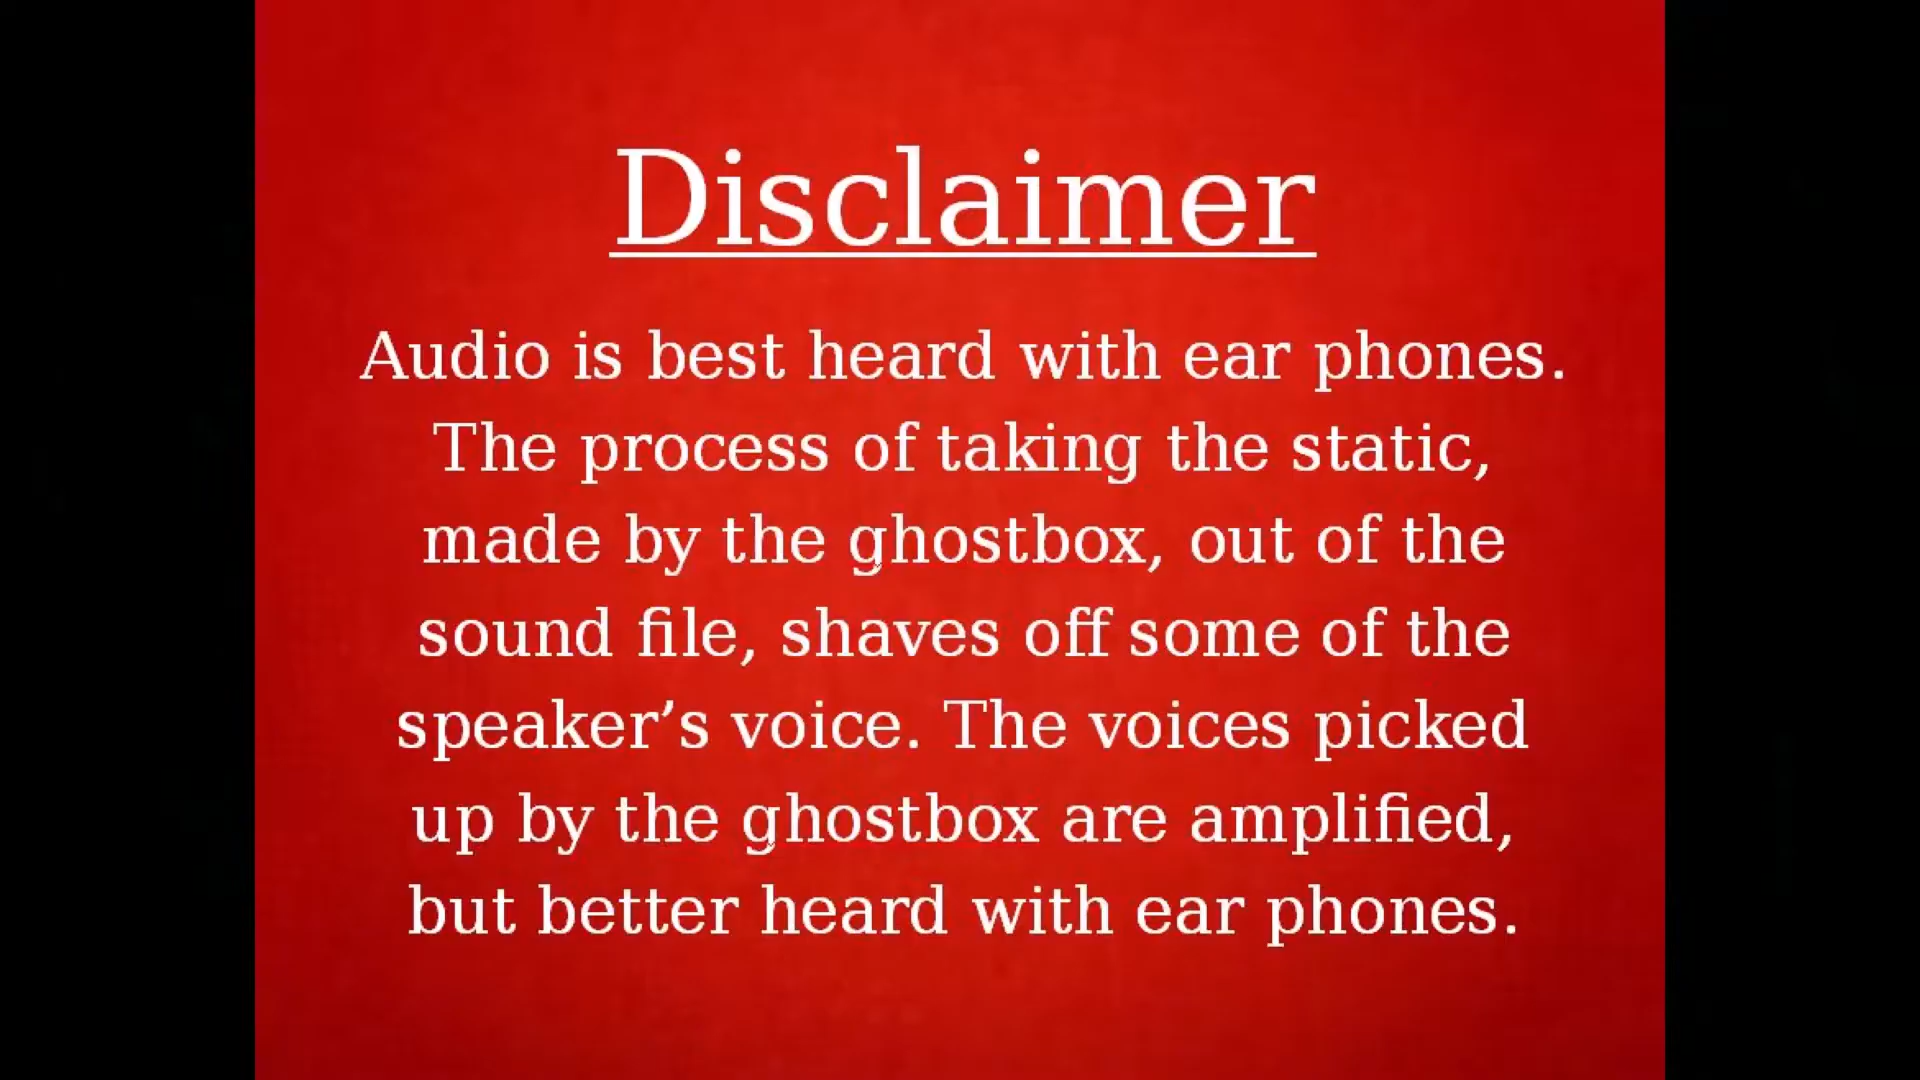 Disclaimer
Audio is best heard with ear phones.
The process of taking the static,
made by the ghostbox, out of the
sound file, shaves off some of the
speaker’s voice. The voices picked
up by the ghostbox are amplified,
but better heard with ear phones.